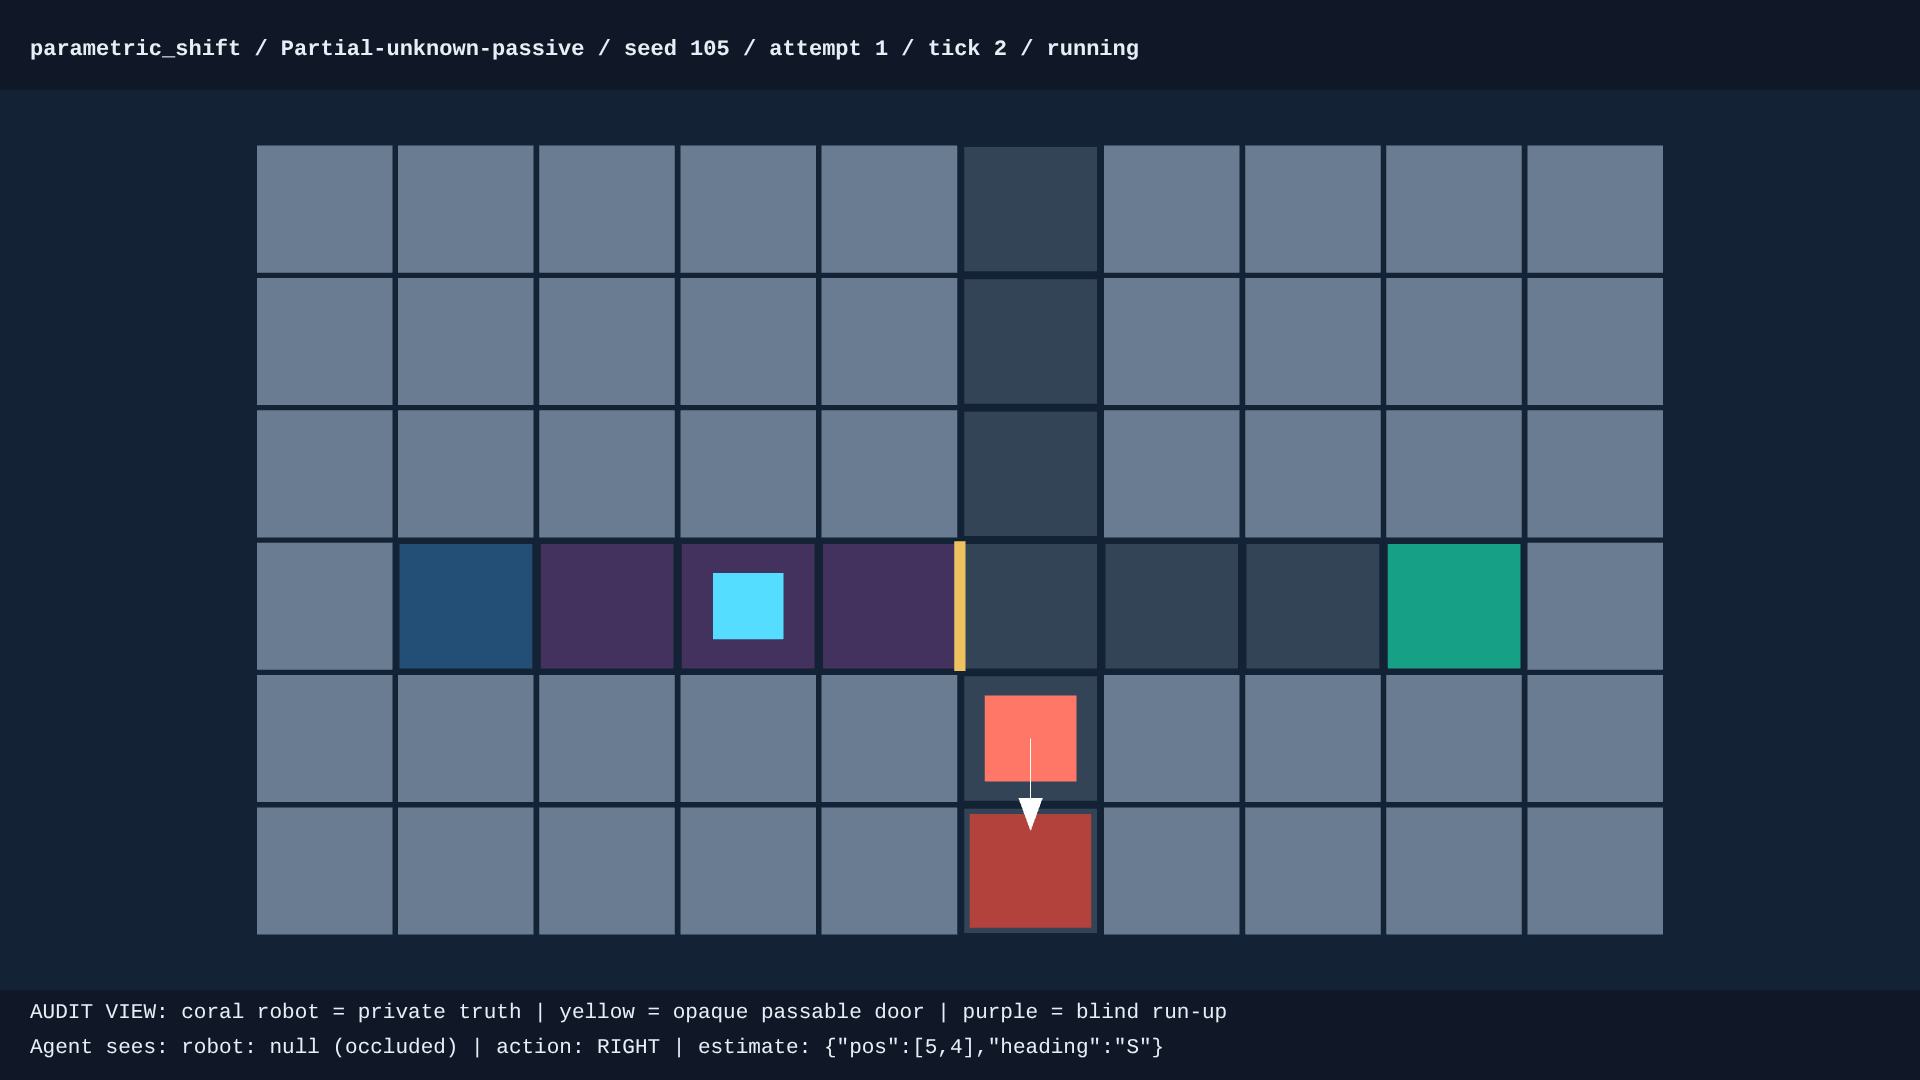 parametric_shift / Partial-unknown-passive / seed 105 / attempt 1 / tick 2 / running
AUDIT VIEW: coral robot = private truth | yellow = opaque passable door | purple = blind run-up
Agent sees: robot: null (occluded) | action: RIGHT | estimate: {"pos":[5,4],"heading":"S"}